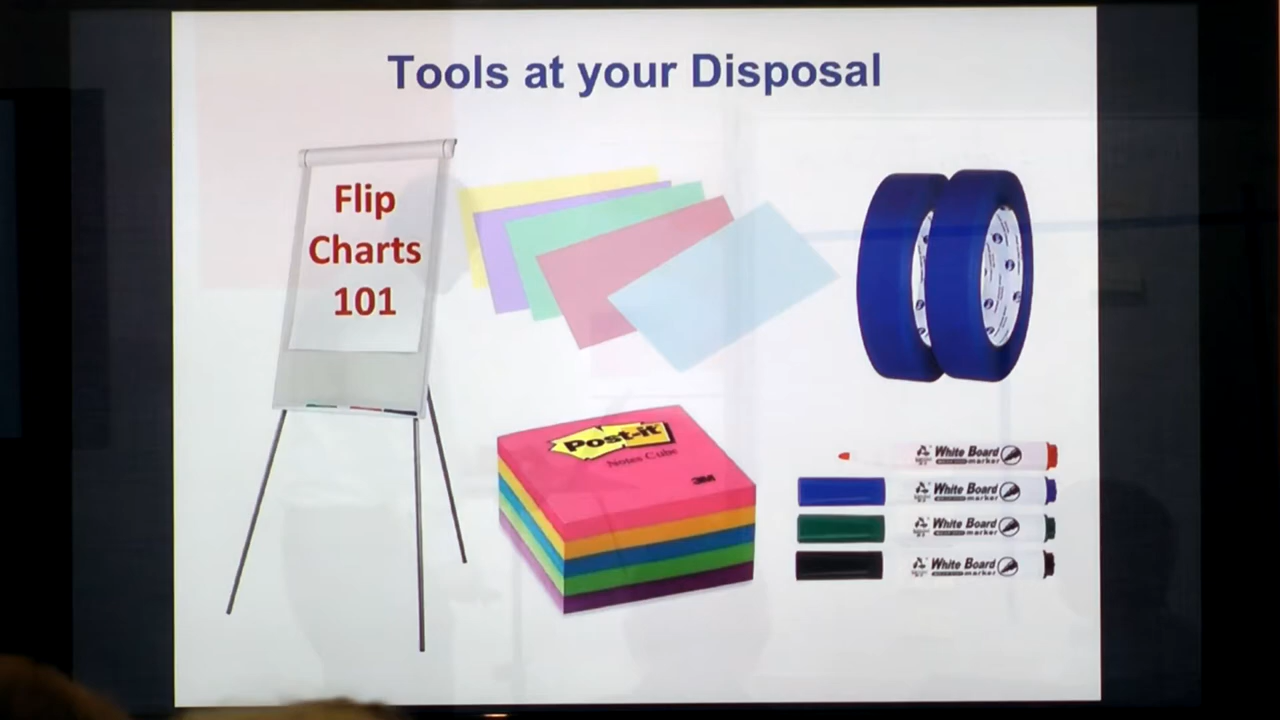 Tools at your Disposal
Flip
Charts
101
Post-it
Notes Cube
3M
White Board
marker
White Board
marker
White Board
marker
White Board
marker